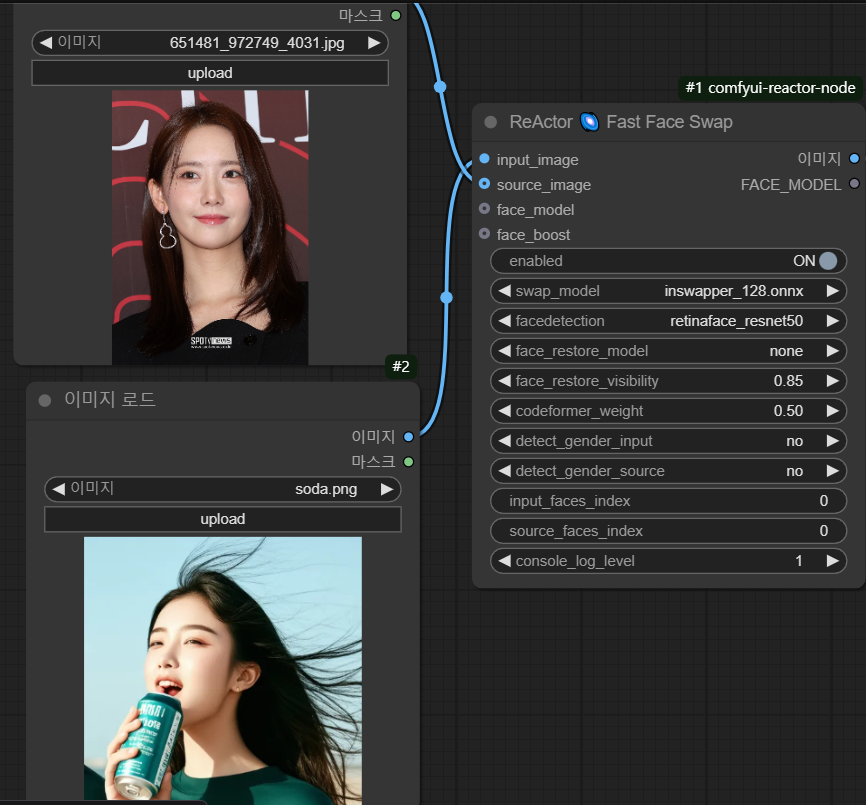 마스크
이미지 651481_972749_4031.jpg
upload
SPOTV NEWS
#2
이미지 로드
이미지
마스크
이미지 soda.png
upload
#1 comfyui-reactor-node
ReActor Fast Face Swap
input_image 이미지
source_image FACE_MODEL
face_model
face_boost
enabled ON
swap_model inswapper_128.onnx
facedetection retinaface_resnet50
face_restore_model none
face_restore_visibility 0.85
codeformer_weight 0.50
detect_gender_input no
detect_gender_source no
input_faces_index 0
source_faces_index 0
console_log_level 1